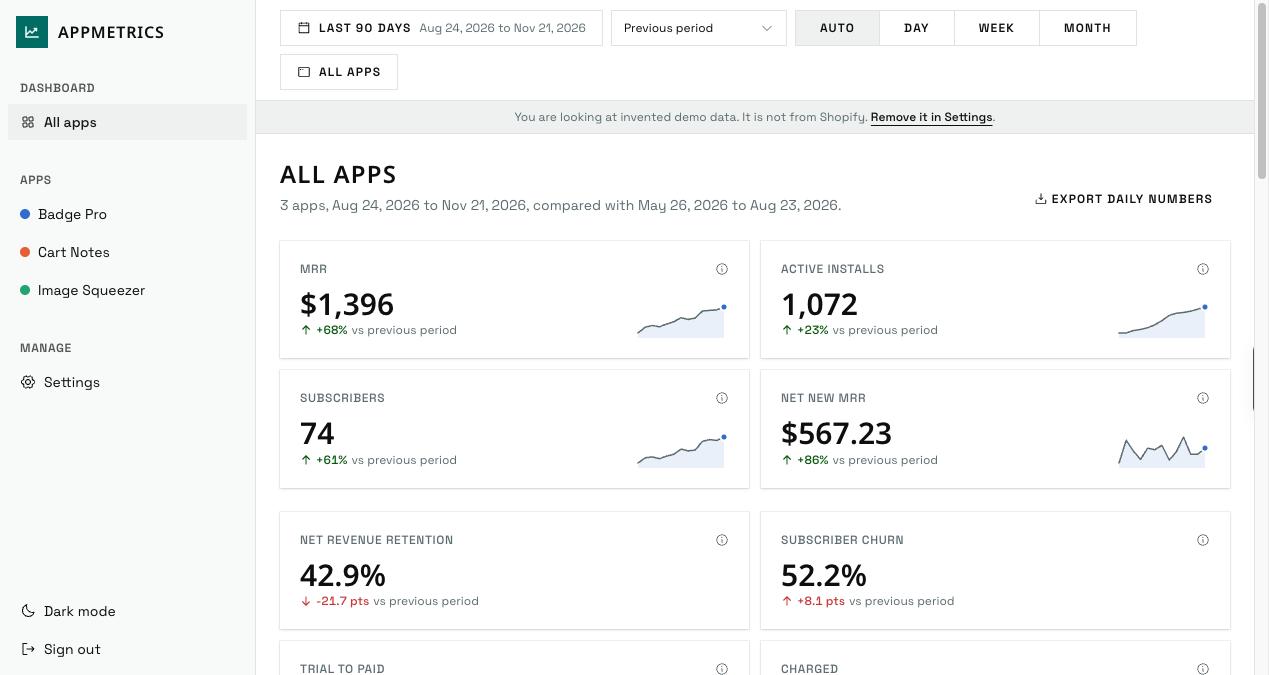 APPMETRICS
DASHBOARD
All apps
APPS
Badge Pro
Cart Notes
Image Squeezer
MANAGE
Settings
Dark mode
Sign out
LAST 90 DAYS Aug 24, 2026 to Nov 21, 2026
Previous period
AUTO DAY WEEK MONTH
ALL APPS
You are looking at invented demo data. It is not from Shopify. Remove it in Settings.
ALL APPS
3 apps, Aug 24, 2026 to Nov 21, 2026, compared with May 26, 2026 to Aug 23, 2026.
EXPORT DAILY NUMBERS
MRR
$1,396
+68% vs previous period
ACTIVE INSTALLS
1,072
+23% vs previous period
SUBSCRIBERS
74
+61% vs previous period
NET NEW MRR
$567.23
+86% vs previous period
NET REVENUE RETENTION
42.9%
-21.7 pts vs previous period
SUBSCRIBER CHURN
52.2%
+8.1 pts vs previous period
TRIAL TO PAID
CHARGED